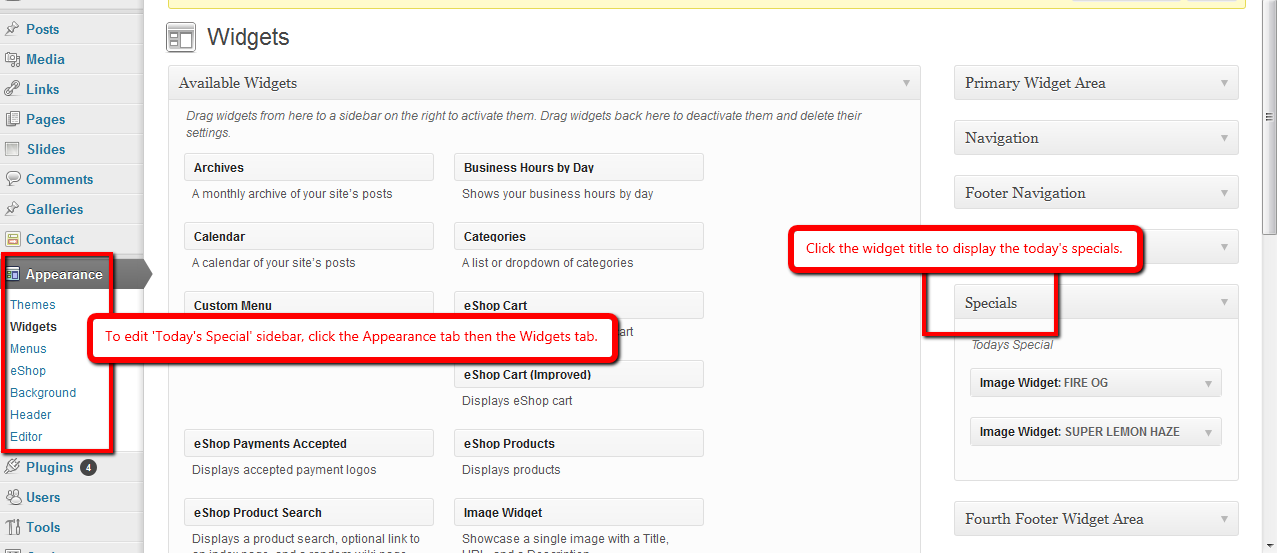 Widgets
Posts
Media
Links
Pages
Slides
Comments
Galleries
Contact
Appearance
Themes
Widgets
Menus
eShop
Background
Header
Editor
Plugins 4
Users
Tools
Available Widgets
Drag widgets from here to a sidebar on the right to activate them. Drag widgets back here to deactivate them and delete their
settings.
Archives
A monthly archive of your site's posts
Business Hours by Day
Shows your business hours by day
Calendar
A calendar of your site's posts
Categories
A list or dropdown of categories
Custom Menu
eShop Cart
To edit 'Today's Special' sidebar, click the Appearance tab then the Widgets tab.
eShop Cart (Improved)
Displays eShop cart
eShop Payments Accepted
Displays accepted payment logos
eShop Products
Displays products
eShop Product Search
Displays a product search, optional link to
Image Widget
Showcase a single image with a Title,
Primary Widget Area
Navigation
Footer Navigation
Click the widget title to display the today's specials.
Specials
Todays Special
Image Widget: FIRE OG
Image Widget: SUPER LEMON HAZE
Fourth Footer Widget Area